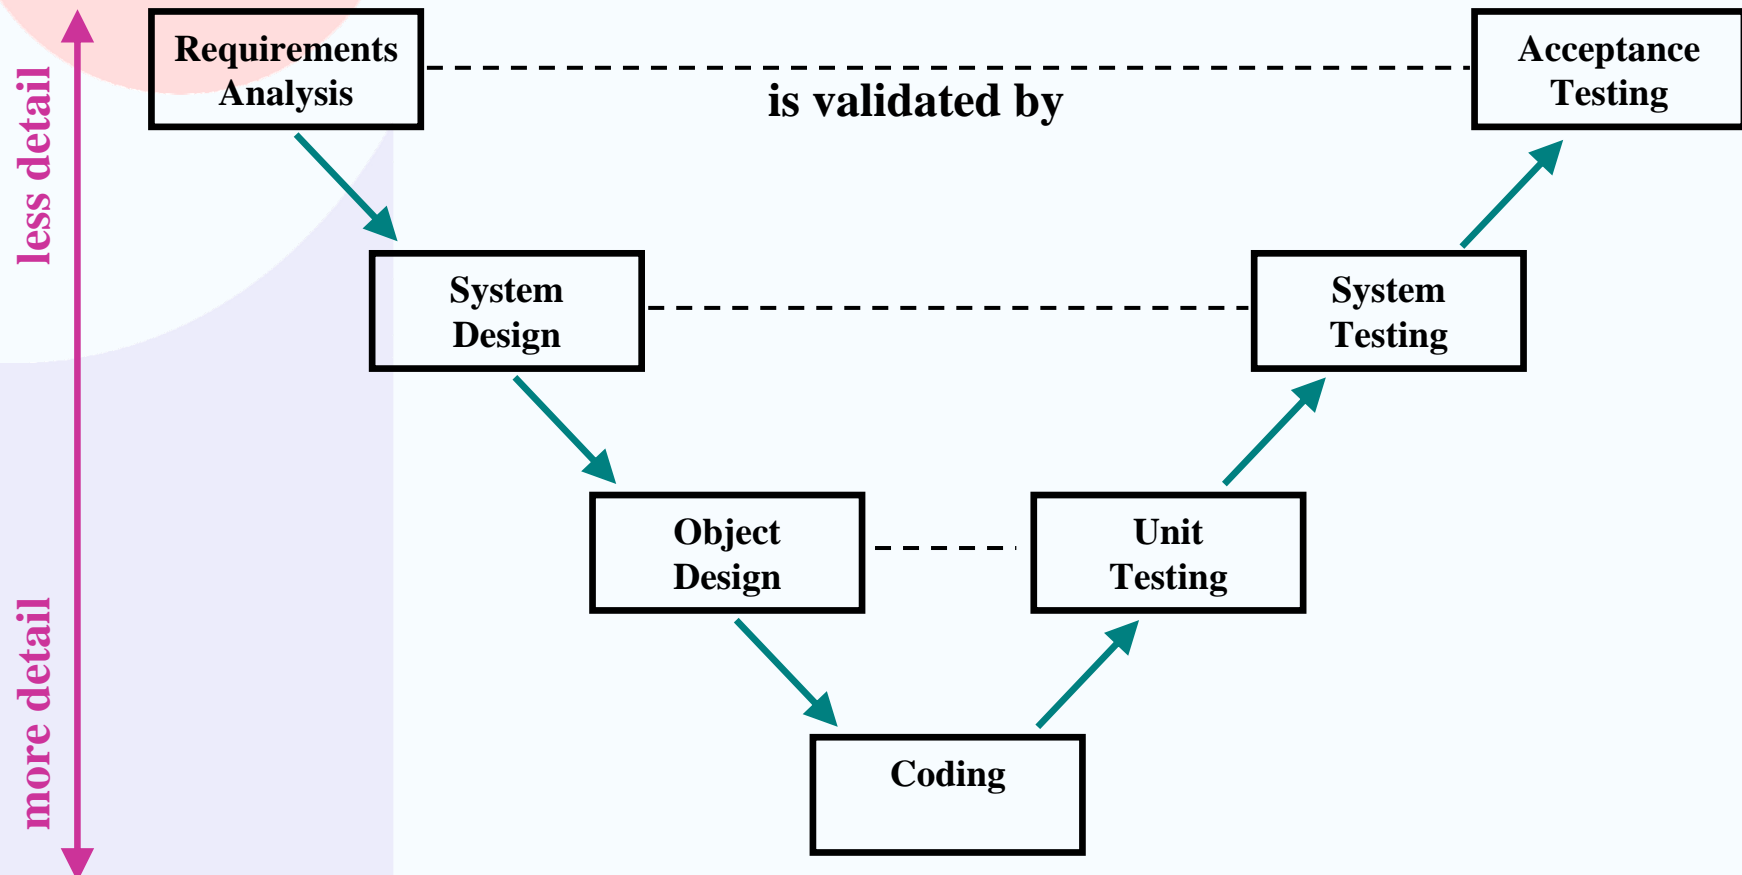 less detail
more detail
Requirements
Analysis
is validated by
Acceptance
Testing
System
Design
System
Testing
Object
Design
Unit
Testing
Coding